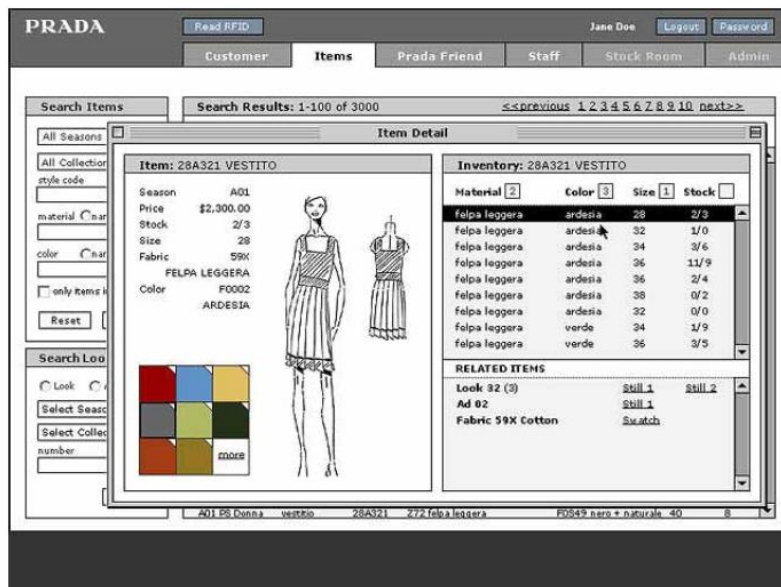 PRADA
Read RFID
Jane Doe
Logout
Password
Customer
Items
Prada Friend
Staff
Stock Room
Admin
Search Items
Search Results: 1-100 of 3000
<<previous 1 2 3 4 5 6 7 8 9 10 next>>
All Seasons
All Collection
style code
material
color
only items i
Reset
Search Loo
Look
Select Seaso
Select Collec
number
Item Detail
Item: 28A321 VESTITO
Season A01
Price $2,300.00
Stock 2/3
Size 28
Fabric 59X
FELPA LEGGERA
Color F0002
ARDESIA
more
Inventory: 28A321 VESTITO
Material 2 Color 3 Size 1 Stock
felpa leggera ardesia 28 2/3
felpa leggera ardesia 32 1/0
felpa leggera ardesia 34 3/6
felpa leggera ardesia 36 11/9
felpa leggera ardesia 36 2/4
felpa leggera ardesia 38 0/2
felpa leggera ardesia 32 0/0
felpa leggera verde 34 1/9
felpa leggera verde 36 3/5
RELATED ITEMS
Look 32 (3) Still 1 Still 2
Ad 02 Still 1
Fabric 59X Cotton Swatch
A01 PS Donna vestitio 28A321 Z72 felpa leggera F0S49 nero + naturale 40 8